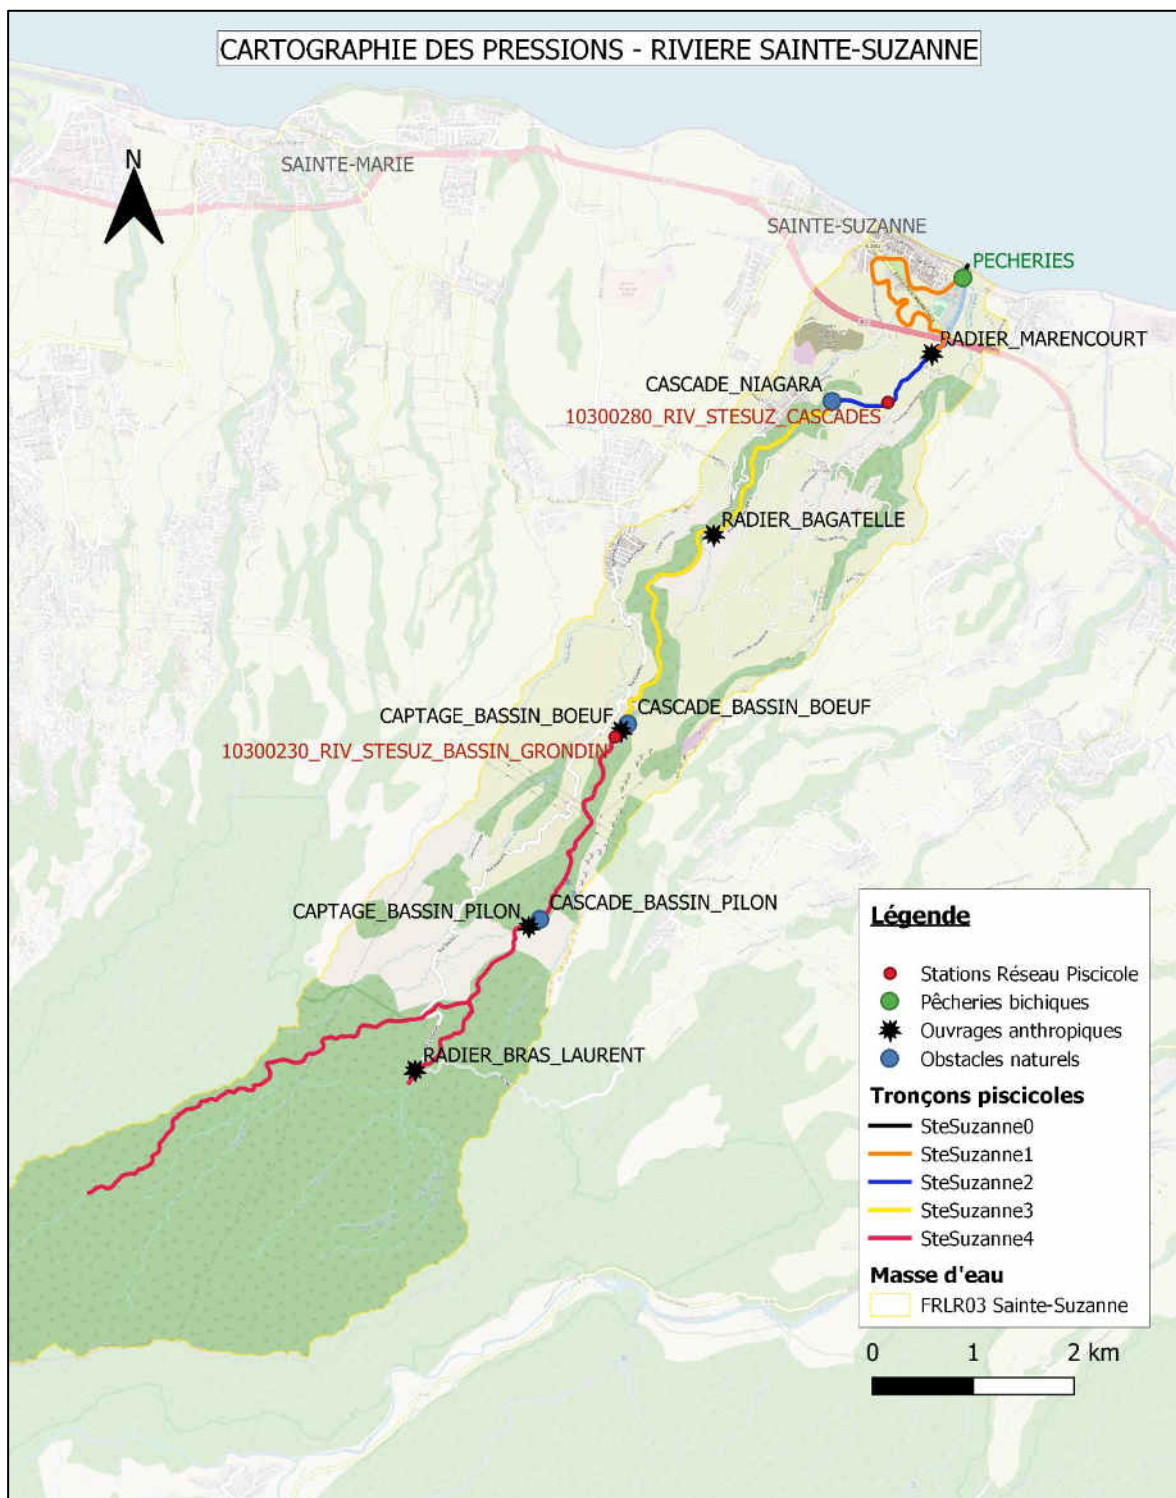 CARTOGRAPHIE DES PRESSIONS - RIVIERE SAINTE-SUZANNE
N
SAINTE-MARIE
SAINTE-SUZANNE
PECHERIES
RADIER_MARENCOURT
CASCADE_NIAGARA
10300280_RIV_STESUZ_CASCADES
RADIER_BAGATELLE
CASCADE_BASSIN_BOEUF
CAPTAGE_BASSIN_BOEUF
10300230_RIV_STESUZ_BASSIN_GRONDIN
CASCADE_BASSIN_PILON
CAPTAGE_BASSIN_PILON
RADIER_BRAS_LAURENT
Légende
Stations Réseau Piscicole
Pêcheries bichiques
Ouvrages anthropiques
Obstacles naturels
Tronçons piscicoles
SteSuzanne0
SteSuzanne1
SteSuzanne2
SteSuzanne3
SteSuzanne4
Masse d'eau
FRLR03 Sainte-Suzanne
0 1 2 km